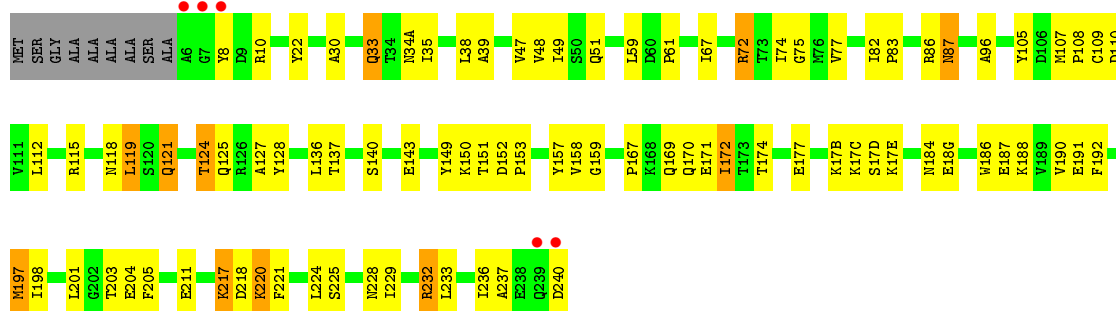 MET SER GLY ALA ALA ALA ALA SER ALA A6 G7 Y8 D9 R10 Y22 A30 Q33 T34 N34A I35 L38 A39 V47 V48 I49 S50 Q51 L59 D60 P61 I67 R72 T73 I74 G75 M76 V77 I82 P83 R86 N87 A96 Y105 D106 M107 P108 C109 D110
V111 L112 R115 N118 L119 S120 Q121 T124 Q125 R126 A127 Y128 L136 T137 S140 E143 Y149 K150 T151 D152 P153 Y157 V158 G159 P167 K168 Q169 Q170 E171 I172 T173 T174 E177 K17B K17C S17D K17E N184 E18G W186 E187 K188 V189 V190 E191 F192
M197 I198 L201 G202 T203 E204 F205 E211 K217 D218 K220 F221 L224 S225 N228 I229 R232 L233 I236 A237 E238 Q239 D240